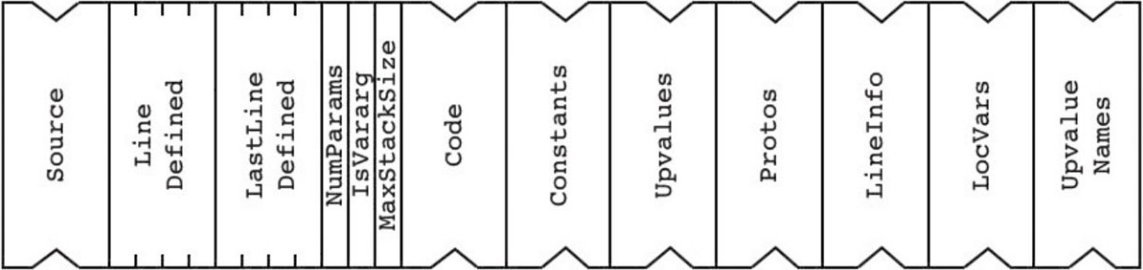 Source
Line
Defined
LastLine
Defined
NumParams
IsVararg
MaxStackSize
Code
Constants
Upvalues
Protos
LineInfo
LocVars
Upvalue
Names